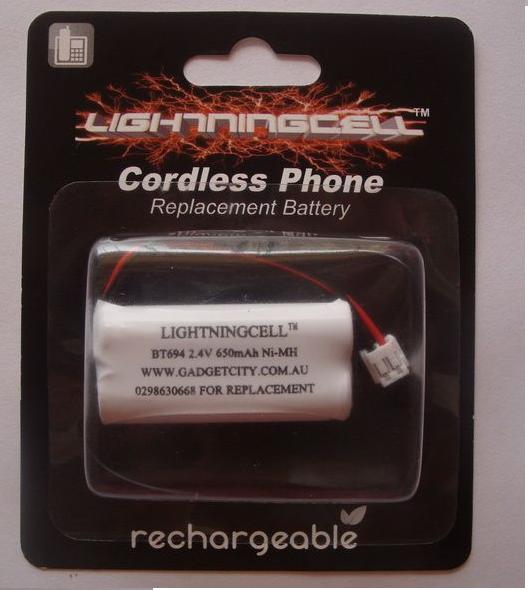 LIGHTNINGCELL™
Cordless Phone
Replacement Battery
LIGHTNINGCELL™
BT694 2.4V 650mAh Ni-MH
WWW.GADGETCITY.COM.AU
0298630668 FOR REPLACEMENT
rechargeable